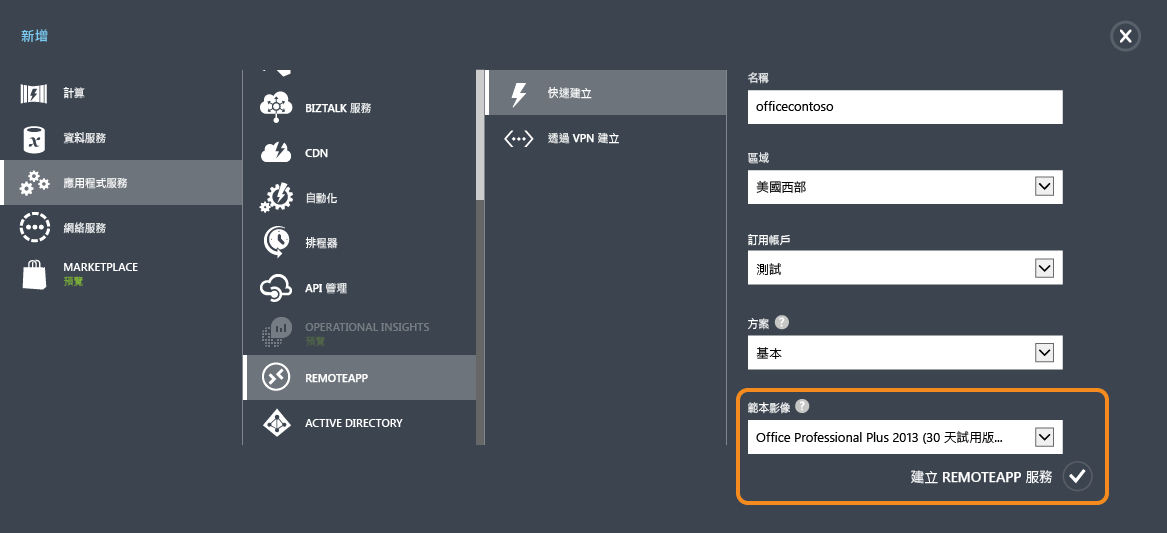 新增
計算
資料服務
應用程式服務
網絡服務
MARKETPLACE
預覽
BIZTALK 服務
CDN
自動化
排程器
API 管理
OPERATIONAL INSIGHTS
預覽
REMOTEAPP
ACTIVE DIRECTORY
快速建立
透過 VPN 建立
名稱
officecontoso
區域
美國西部
訂用帳戶
測試
方案 ?
基本
範本影像 ?
Office Professional Plus 2013 (30 天試用版...
建立 REMOTEAPP 服務